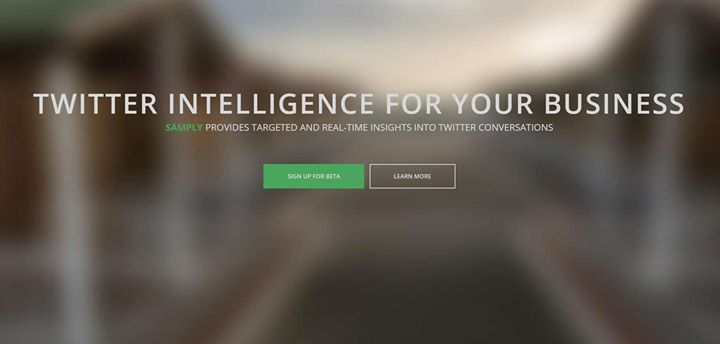 TWITTER INTELLIGENCE FOR YOUR BUSINESS
SAMPLY PROVIDES TARGETED AND REAL-TIME INSIGHTS INTO TWITTER CONVERSATIONS
SIGN UP FOR BETA
LEARN MORE